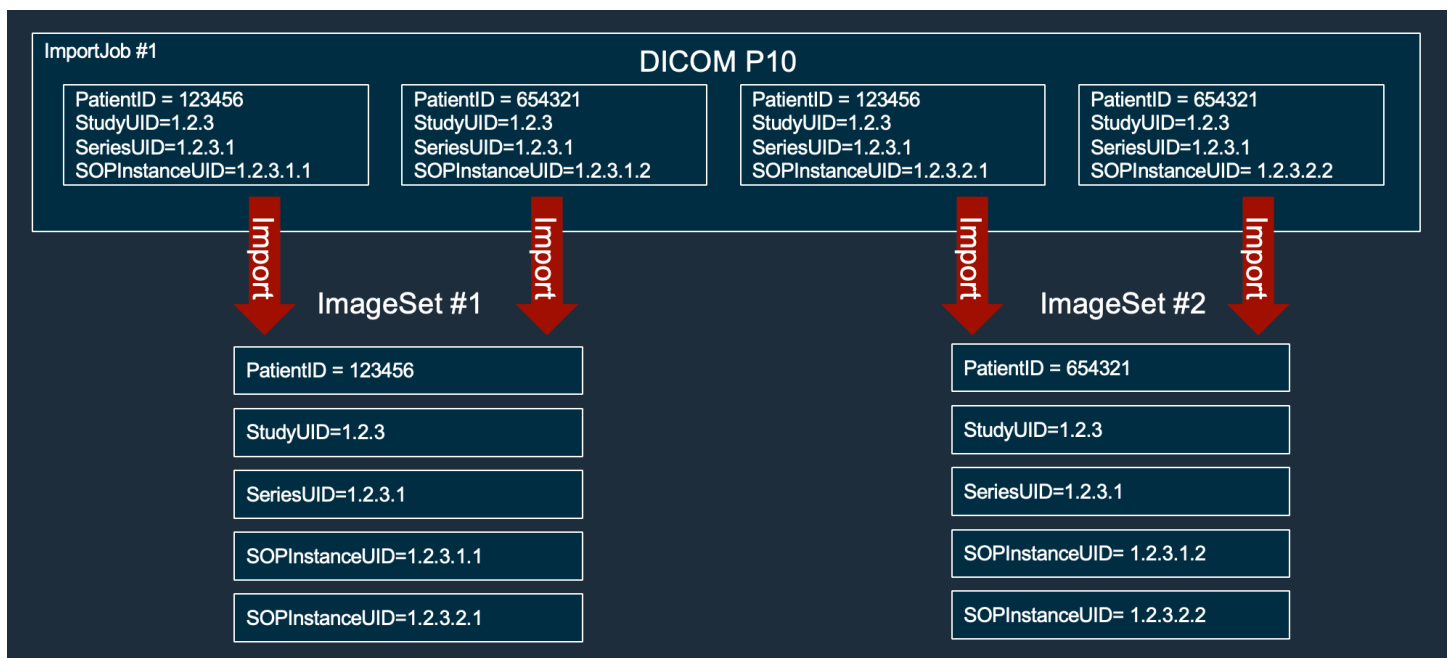 ImportJob #1
DICOM P10
PatientID = 123456
StudyUID=1.2.3
SeriesUID=1.2.3.1
SOPInstanceUID=1.2.3.1.1
PatientID = 654321
StudyUID=1.2.3
SeriesUID=1.2.3.1
SOPInstanceUID=1.2.3.1.2
PatientID = 123456
StudyUID=1.2.3
SeriesUID=1.2.3.1
SOPInstanceUID=1.2.3.2.1
PatientID = 654321
StudyUID=1.2.3
SeriesUID=1.2.3.1
SOPInstanceUID= 1.2.3.2.2
Import
Import
Import
Import
ImageSet #1
PatientID = 123456
StudyUID=1.2.3
SeriesUID=1.2.3.1
SOPInstanceUID=1.2.3.1.1
SOPInstanceUID=1.2.3.2.1
ImageSet #2
PatientID = 654321
StudyUID=1.2.3
SeriesUID=1.2.3.1
SOPInstanceUID= 1.2.3.1.2
SOPInstanceUID= 1.2.3.2.2